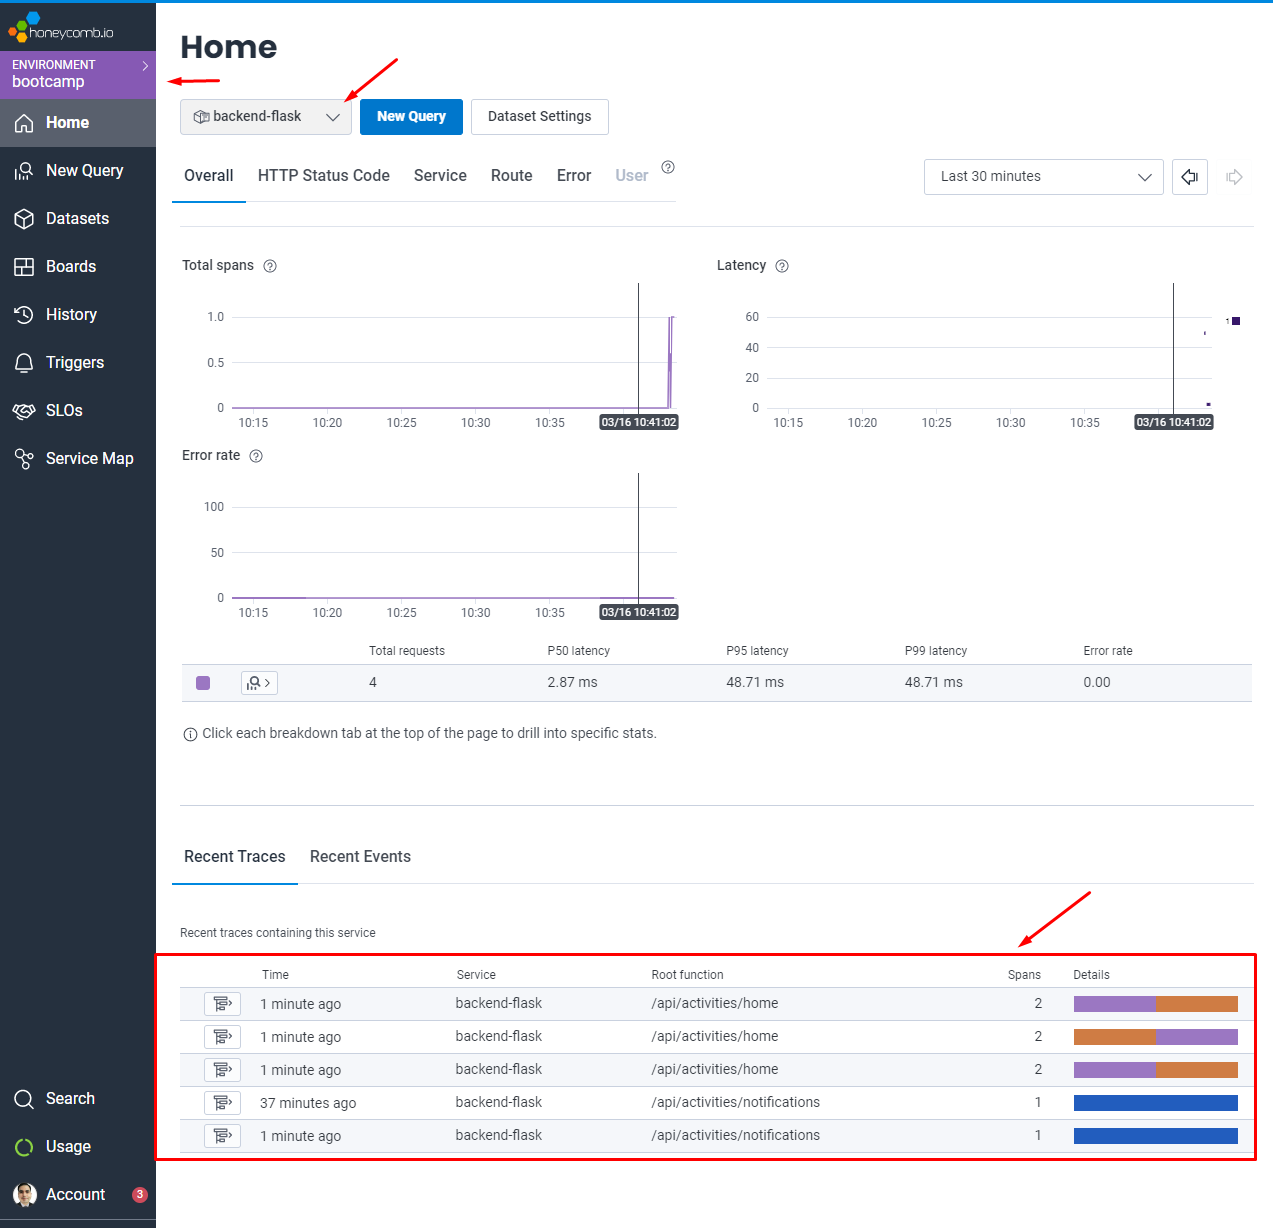 honeycomb.io
ENVIRONMENT
bootcamp
Home
New Query
Datasets
Boards
History
Triggers
SLOs
Service Map
Search
Usage
Account 3
Home
backend-flask New Query Dataset Settings
Overall HTTP Status Code Service Route Error User ?
Last 30 minutes
Total spans ?
1.0
0.5
0
10:15 10:20 10:25 10:30 10:35 03/16 10:41:02
Latency ?
60
40
20
0
1
10:15 10:20 10:25 10:30 10:35 03/16 10:41:02
Error rate ?
100
50
0
10:15 10:20 10:25 10:30 10:35 03/16 10:41:02
Total requests P50 latency P95 latency P99 latency Error rate
4 2.87 ms 48.71 ms 48.71 ms 0.00
Click each breakdown tab at the top of the page to drill into specific stats.
Recent Traces Recent Events
Recent traces containing this service
Time Service Root function Spans Details
1 minute ago backend-flask /api/activities/home 2
1 minute ago backend-flask /api/activities/home 2
1 minute ago backend-flask /api/activities/home 2
37 minutes ago backend-flask /api/activities/notifications 1
1 minute ago backend-flask /api/activities/notifications 1